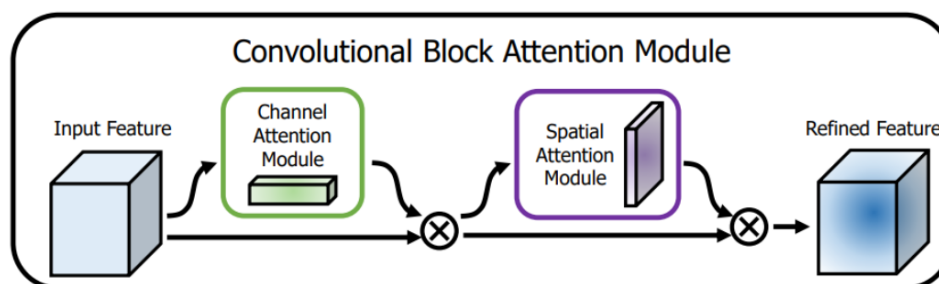 Convolutional Block Attention Module
Input Feature
Channel
Attention
Module
Spatial
Attention
Module
Refined Feature